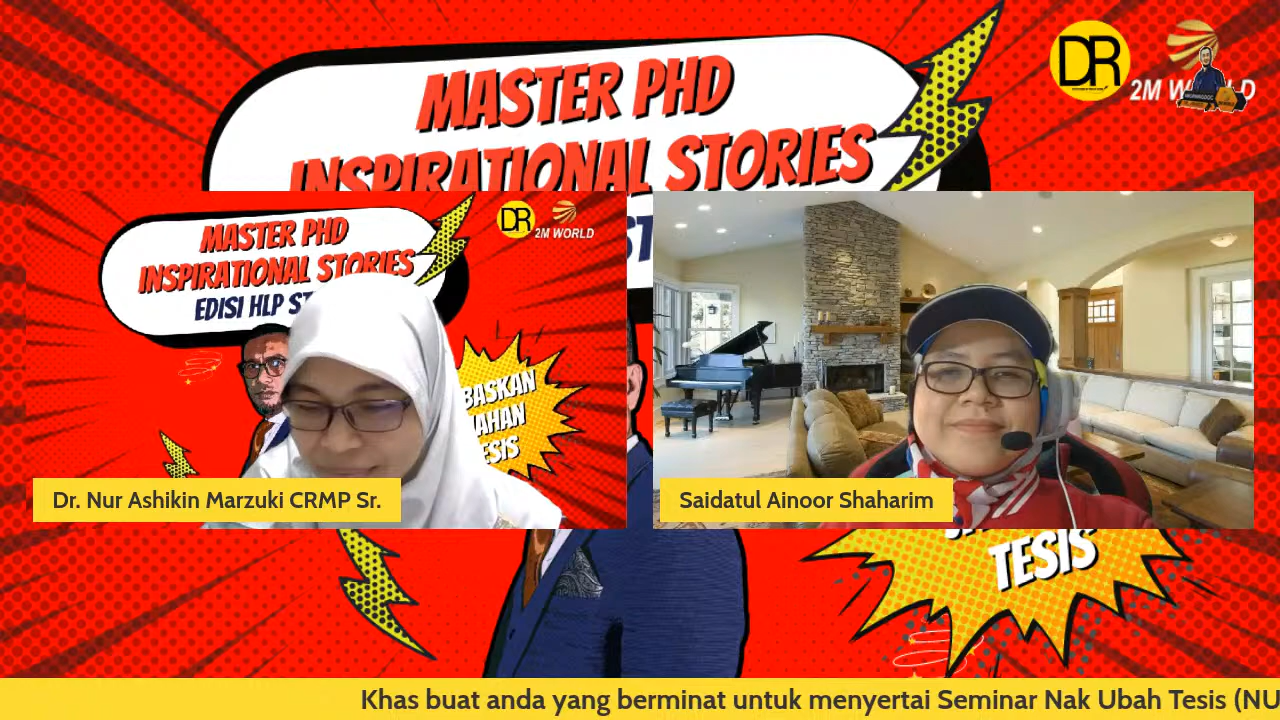 MASTER PHD
INSPIRATIONAL STORIES
DR
2M WORLD
MASTER PHD
INSPIRATIONAL STORIES
EDISI HLP
DR
2M WORLD
TESIS
Dr. Nur Ashikin Marzuki CRMP Sr.
Saidatul Ainoor Shaharim
TESIS
Khas buat anda yang berminat untuk menyertai Seminar Nak Ubah Tesis (NU